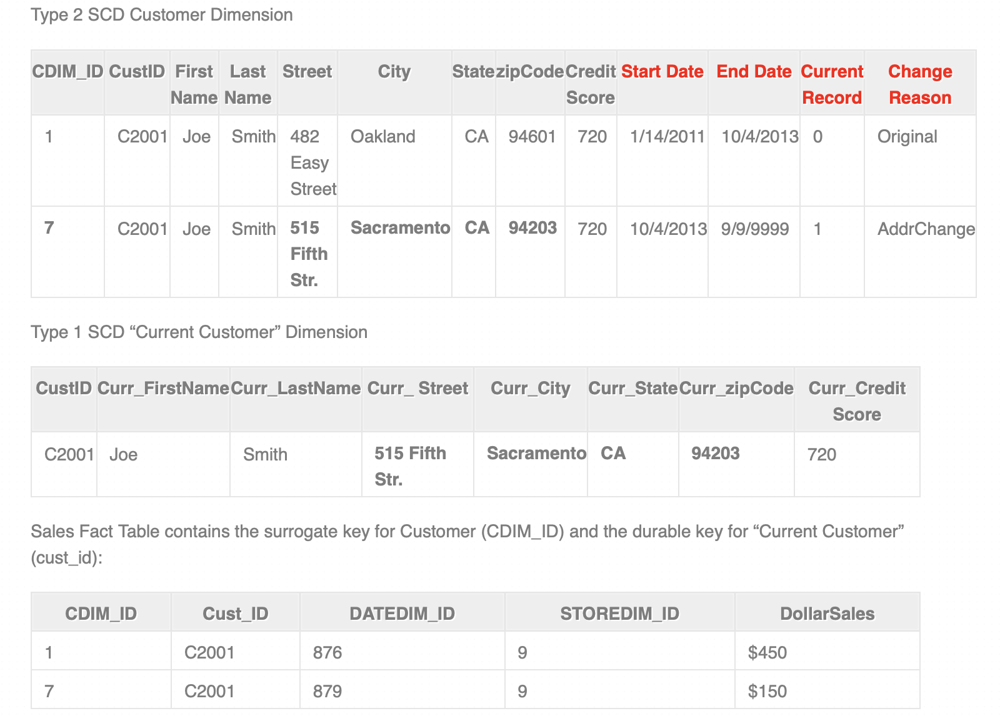 Type 2 SCD Customer Dimension
CDIM_ID CustID First Name Last Name Street City State zipCode Credit Score Start Date End Date Current Record Change Reason
1 C2001 Joe Smith 482 Easy Street Oakland CA 94601 720 1/14/2011 10/4/2013 0 Original
7 C2001 Joe Smith 515 Fifth Str. Sacramento CA 94203 720 10/4/2013 9/9/9999 1 AddrChange
Type 1 SCD “Current Customer” Dimension
CustID Curr_FirstName Curr_LastName Curr_ Street Curr_City Curr_State Curr_zipCode Curr_Credit Score
C2001 Joe Smith 515 Fifth Str. Sacramento CA 94203 720
Sales Fact Table contains the surrogate key for Customer (CDIM_ID) and the durable key for “Current Customer”
(cust_id):
CDIM_ID Cust_ID DATEDIM_ID STOREDIM_ID DollarSales
1 C2001 876 9 $450
7 C2001 879 9 $150